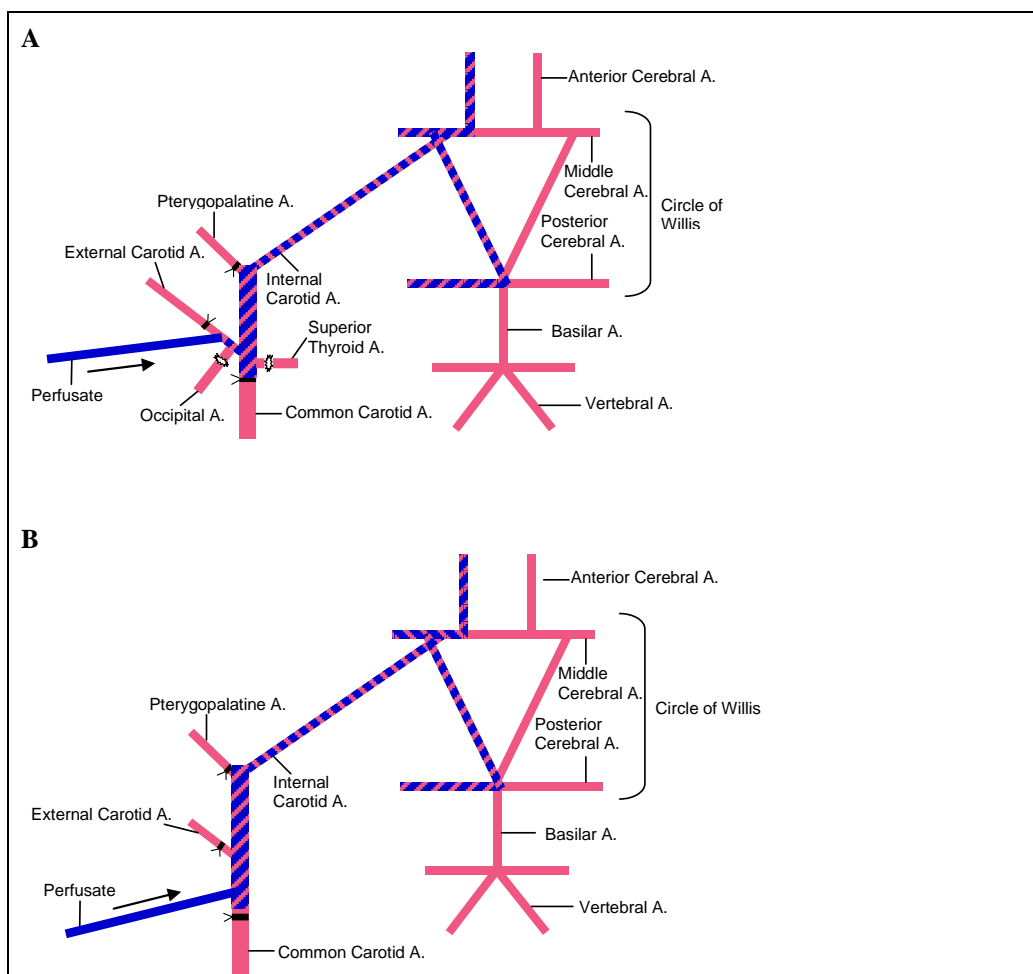 A
Anterior Cerebral A.
Middle
Cerebral A.
Pterygopalatine A.
Circle of
Willis
Posterior
Cerebral A.
External Carotid A.
Internal
Carotid A.
Superior
Thyroid A.
Basilar A.
Perfusate
Occipital A.
Common Carotid A.
Vertebral A.
B
Anterior Cerebral A.
Middle
Cerebral A.
Pterygopalatine A.
Circle of Willis
Posterior
Cerebral A.
Internal
Carotid A.
External Carotid A.
Basilar A.
Perfusate
Vertebral A.
Common Carotid A.